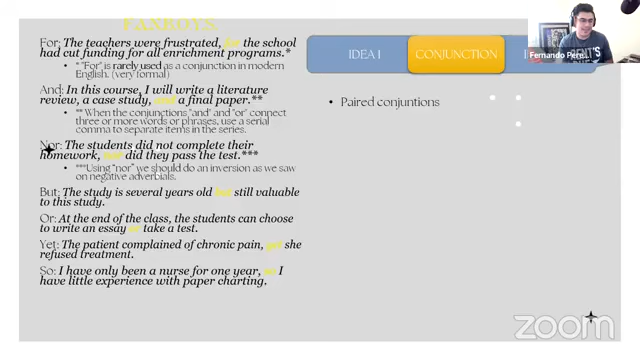 FANBOYS
For: The teachers were frustrated, for the school
had cut funding for all enrichment programs.*
• * "For" is rarely used as a conjunction in modern
English. (very formal)
And: In this course, I will write a literature
review, a case study, and a final paper.**
• ** When the conjunctions "and" and "or" connect
three or more words or phrases, use a serial
comma to separate items in the series.
Nor: The students did not complete their
homework, nor did they pass the test.***
• ***Using "nor" we should do an inversion as we saw
on negative adverbials.
But: The study is several years old but still valuable
to this study.
Or: At the end of the class, the students can choose
to write an essay or take a test.
Yet: The patient complained of chronic pain, yet she
refused treatment.
So: I have only been a nurse for one year, so I
have little experience with paper charting.
IDEA 1
CONJUNCTION
• Paired conjuntions
zoom